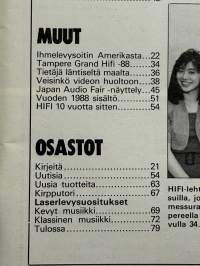 MUUT
Ihmelevysoitin Amerikasta...22
Tampere Grand Hifi -88.......34
Tietäjä läntiseltä maalta.......36
Veisinkö videon huoltoon....38
Japan Audio Fair -näyttely...45
Vuoden 1988 sisältö............51
HIFI 10 vuotta sitten...........54
OSASTOT
Kirjeitä..............................21
Uutisia..............................54
Uusia tuotteita...................63
Kirpputori.........................67
Laserlevysuositukset
Kevyt musiikki...................69
Klassinen musiikki..............72
Tulossa.............................79
HIFI-leht
suilla, jo
messura
pereella
vulla 34.